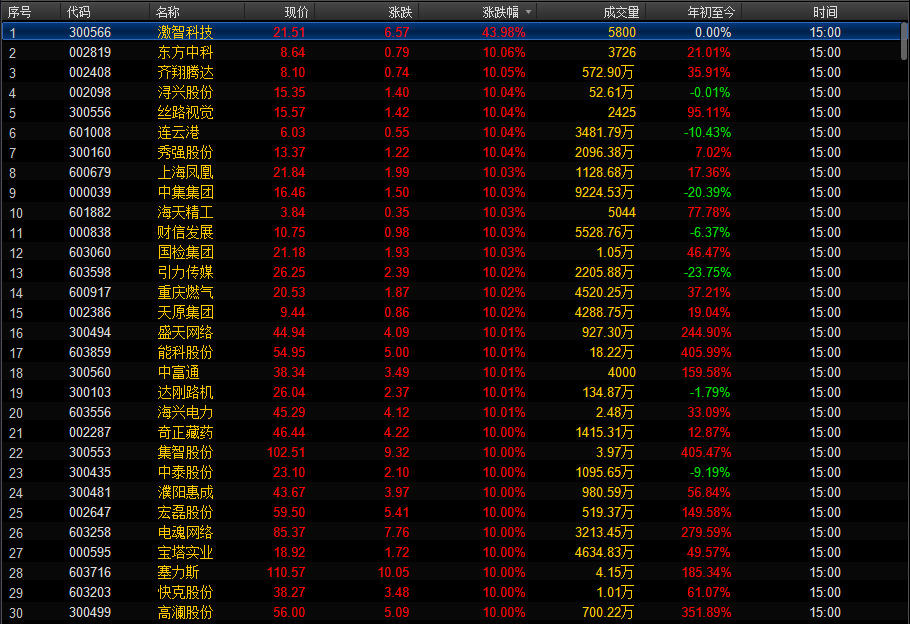 序号 代码 名称 现价 涨跌 涨跌幅 成交量 年初至今 时间
1 300566 激智科技 21.51 6.57 43.98% 5800 0.00% 15:00
2 002819 东方中科 8.64 0.79 10.06% 3726 21.01% 15:00
3 002408 齐翔腾达 8.10 0.74 10.05% 572.90万 35.91% 15:00
4 002098 浔兴股份 15.35 1.40 10.04% 52.61万 -0.01% 15:00
5 300556 丝路视觉 15.57 1.42 10.04% 2425 95.11% 15:00
6 601008 连云港 6.03 0.55 10.04% 3481.79万 -10.43% 15:00
7 300160 秀强股份 13.37 1.22 10.04% 2096.38万 7.02% 15:00
8 600679 上海凤凰 21.84 1.99 10.03% 1128.68万 17.36% 15:00
9 000039 中集集团 16.46 1.50 10.03% 9224.53万 -20.39% 15:00
10 601882 海天精工 3.84 0.35 10.03% 5044 77.78% 15:00
11 000838 财信发展 10.75 0.98 10.03% 5528.76万 -6.37% 15:00
12 603060 国检集团 21.18 1.93 10.03% 1.05万 46.47% 15:00
13 603598 引力传媒 26.25 2.39 10.02% 2205.88万 -23.75% 15:00
14 600917 重庆燃气 20.53 1.87 10.02% 4520.25万 37.21% 15:00
15 002386 天原集团 9.44 0.86 10.02% 4288.75万 19.04% 15:00
16 300494 盛天网络 44.94 4.09 10.01% 927.30万 244.90% 15:00
17 603859 能科股份 54.95 5.00 10.01% 18.22万 405.99% 15:00
18 300560 中富通 38.34 3.49 10.01% 4000 159.58% 15:00
19 300103 达刚路机 26.04 2.37 10.01% 134.87万 -1.79% 15:00
20 603556 海兴电力 45.29 4.12 10.01% 2.48万 33.09% 15:00
21 002287 奇正藏药 46.44 4.22 10.00% 1415.31万 12.87% 15:00
22 300553 集智股份 102.51 9.32 10.00% 3.97万 405.47% 15:00
23 300435 中泰股份 23.10 2.10 10.00% 1095.65万 -9.19% 15:00
24 300481 濮阳惠成 43.67 3.97 10.00% 980.59万 56.84% 15:00
25 002647 宏磊股份 59.50 5.41 10.00% 519.37万 149.58% 15:00
26 603258 电魂网络 85.37 7.76 10.00% 3213.45万 279.59% 15:00
27 000595 宝塔实业 18.92 1.72 10.00% 4634.83万 49.57% 15:00
28 603716 塞力斯 110.57 10.05 10.00% 4.15万 185.34% 15:00
29 603203 快克股份 38.27 3.48 10.00% 1.01万 61.07% 15:00
30 300499 高澜股份 56.00 5.09 10.00% 700.22万 351.89% 15:00